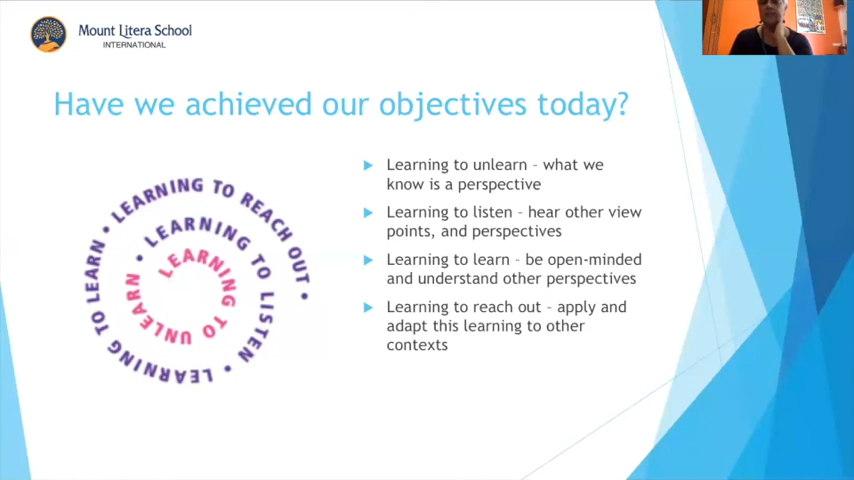 Mount Litera School
INTERNATIONAL
Have we achieved our objectives today?
LEARNING TO UNLEARN • LEARNING TO LISTEN • LEARNING TO LEARN • LEARNING TO REACH OUT •
Learning to unlearn – what we
know is a perspective
Learning to listen – hear other view
points, and perspectives
Learning to learn – be open-minded
and understand other perspectives
Learning to reach out – apply and
adapt this learning to other
contexts